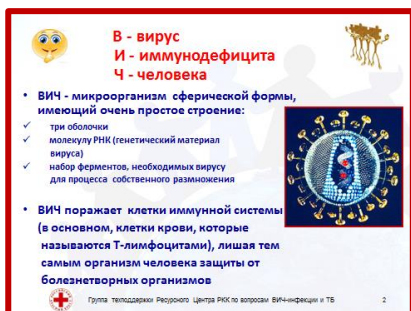 В - вирус
И - иммунодефицита
Ч - человека
• ВИЧ - микроорганизм сферической формы,
имеющий очень простое строение:
✓ три оболочки
✓ молекулу РНК (генетический материал
вируса)
✓ набор ферментов, необходимых вирусу
для процесса собственного размножения
• ВИЧ поражает клетки иммунной системы
(в основном, клетки крови, которые
называются Т-лимфоцитами), лишая тем
самым организм человека защиты от
болезнетворных организмов
Группа техподдержки Ресурсного Центра РКК по вопросам ВИЧ-инфекции и ТБ
2